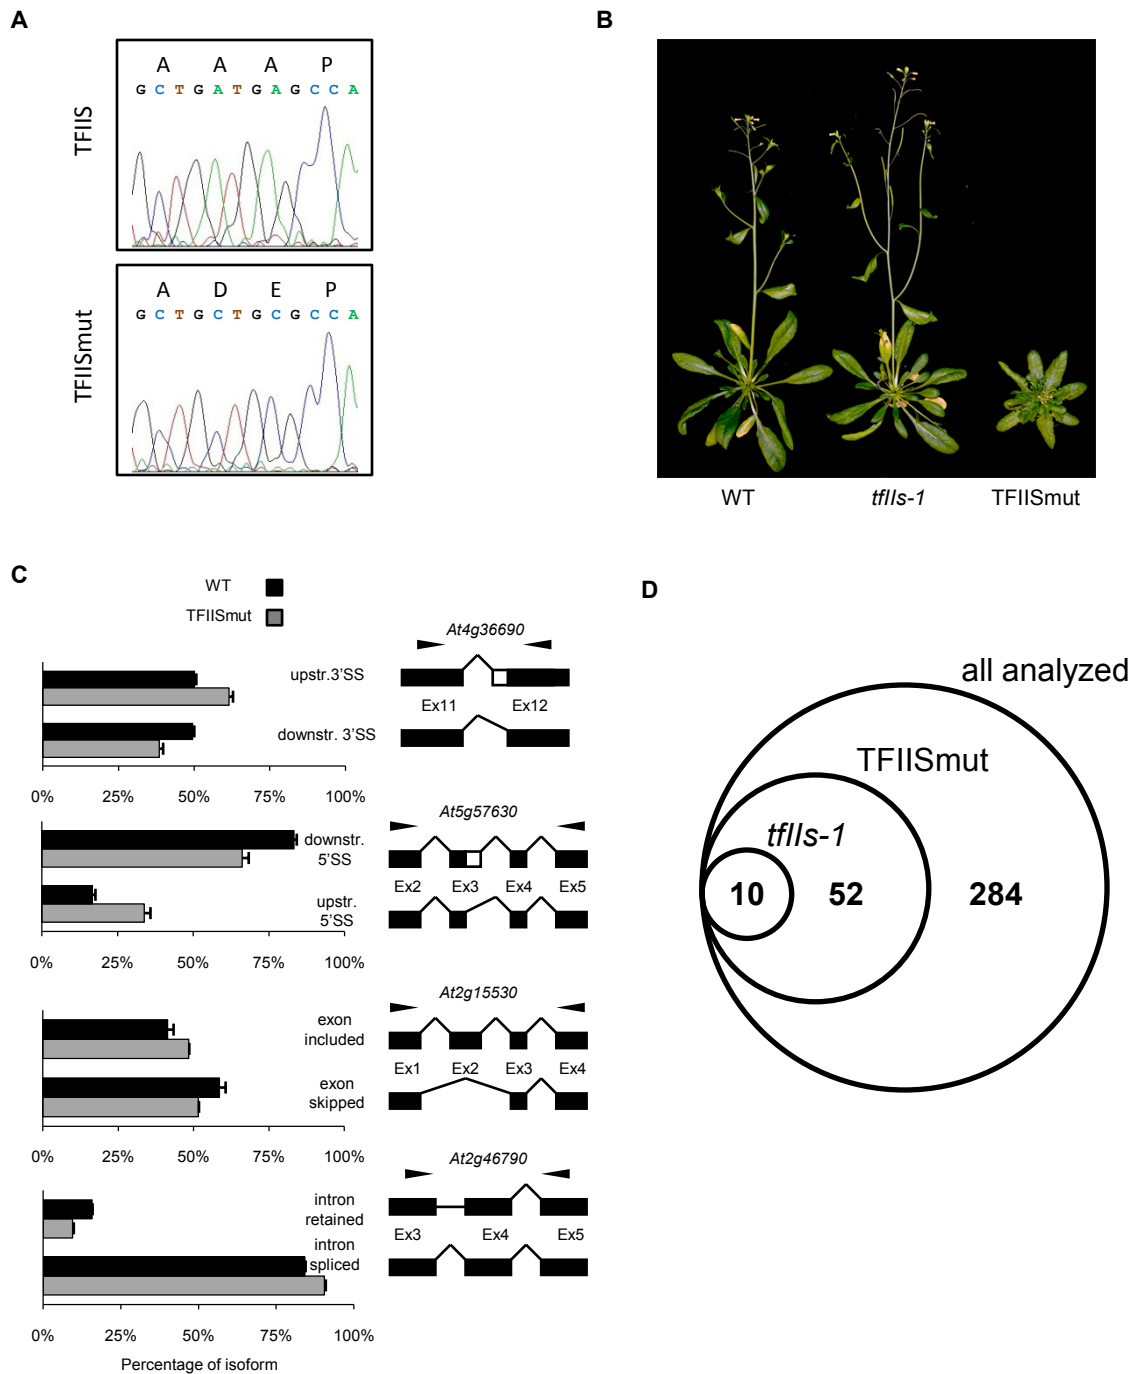 A
A A A P
G C T G A T G A G C C A
TFIIS
A D E P
G C T G C T G C G C C A
TFIISmut
B
WT
tfIIs-1
TFIISmut
C
WT
TFIISmut
upstr.3'SS
downstr. 3'SS
0% 25% 50% 75% 100%
At4g36690
Ex11 Ex12
downstr.
5'SS
upstr.
5'SS
0% 25% 50% 75% 100%
At5g57630
Ex2 Ex3 Ex4 Ex5
exon
included
exon
skipped
0% 25% 50% 75% 100%
At2g15530
Ex1 Ex2 Ex3 Ex4
intron
retained
intron
spliced
0% 25% 50% 75% 100%
Percentage of isoform
At2g46790
Ex3 Ex4 Ex5
D
all analyzed
TFIISmut
tfIIs-1
10 52 284